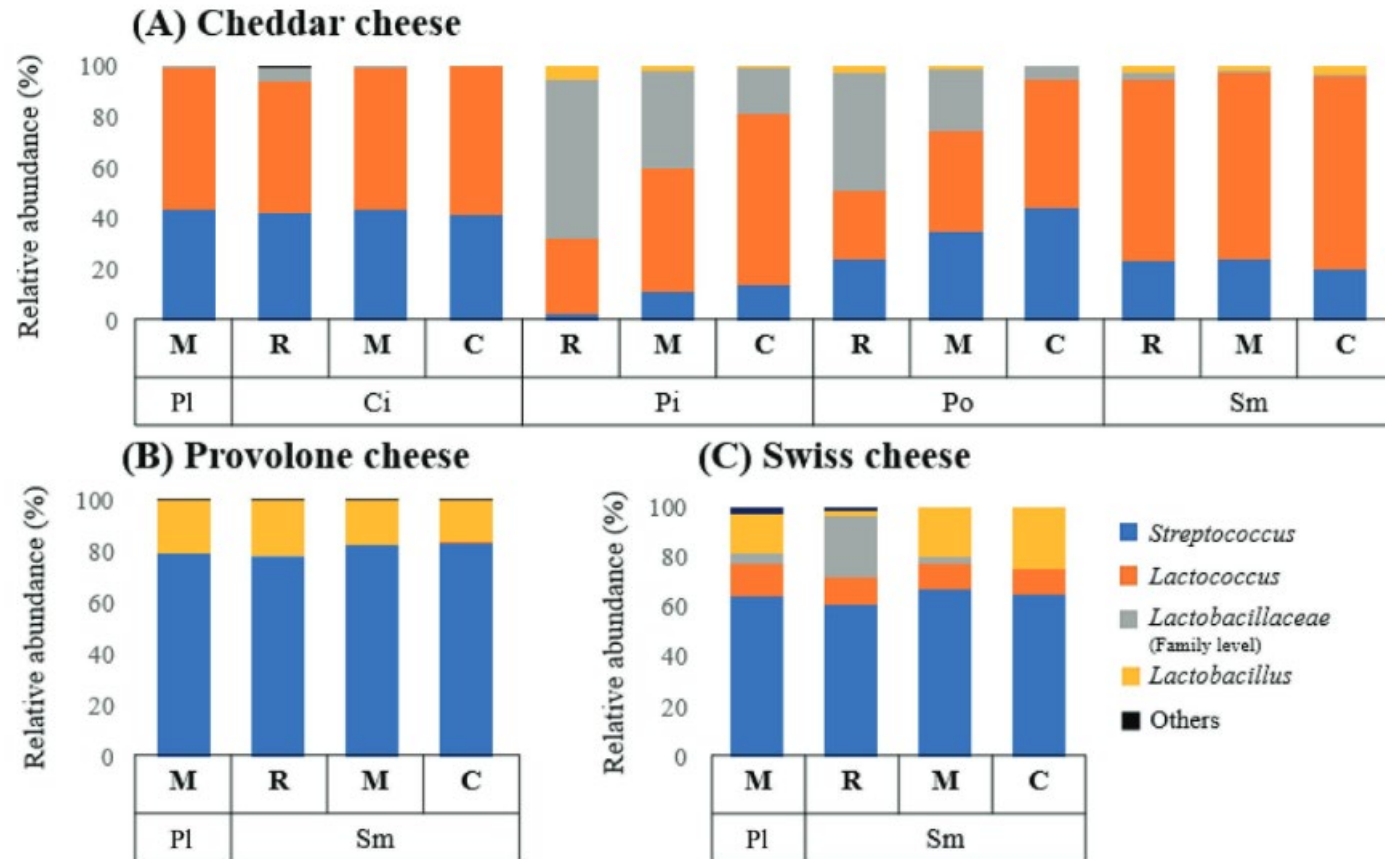 (A) Cheddar cheese
Relative abundance (%)
100
80
60
40
20
0
M R M C R M C R M C R M C
Pl Ci Pi Po Sm
(B) Provolone cheese
Relative abundance (%)
100
80
60
40
20
0
M R M C
Pl Sm
(C) Swiss cheese
Relative abundance (%)
100
80
60
40
20
0
M R M C
Pl Sm
Streptococcus
Lactococcus
Lactobacillaceae
(Family level)
Lactobacillus
Others